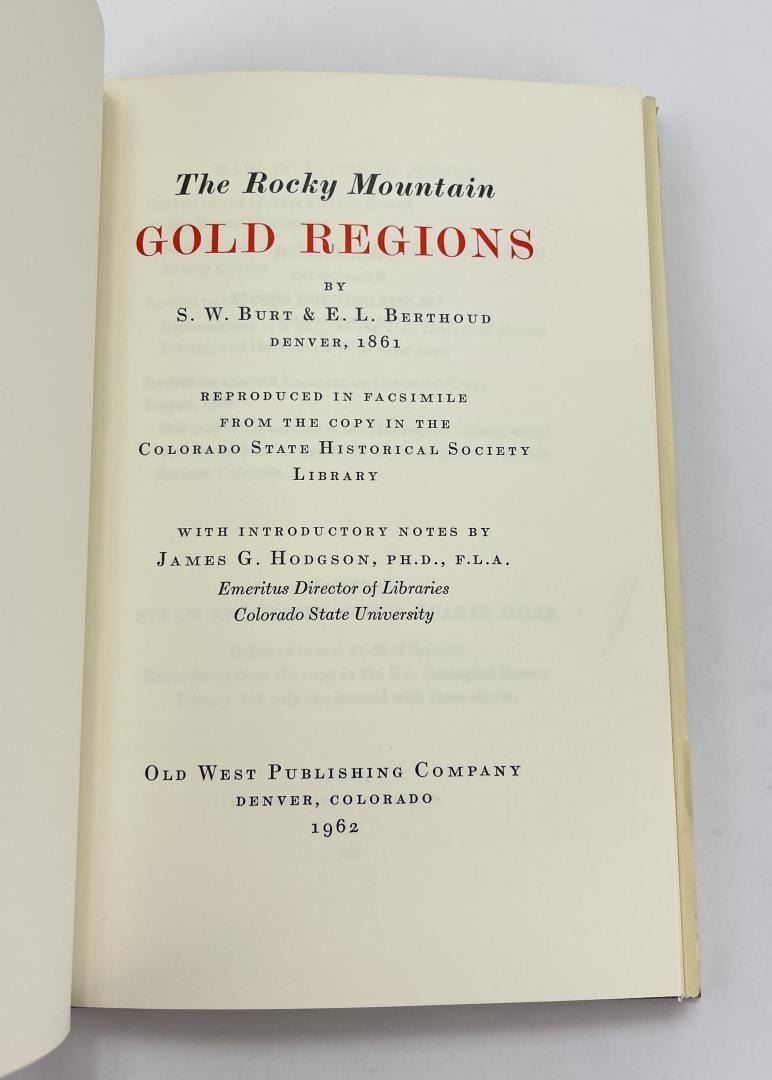 The Rocky Mountain
GOLD REGIONS
BY
S. W. BURT & E. L. BERTHOUD
DENVER, 1861
REPRODUCED IN FACSIMILE
FROM THE COPY IN THE
COLORADO STATE HISTORICAL SOCIETY
LIBRARY
WITH INTRODUCTORY NOTES BY
JAMES G. HODGSON, PH.D., F.L.A.
Emeritus Director of Libraries
Colorado State University
OLD WEST PUBLISHING COMPANY
DENVER, COLORADO
1962